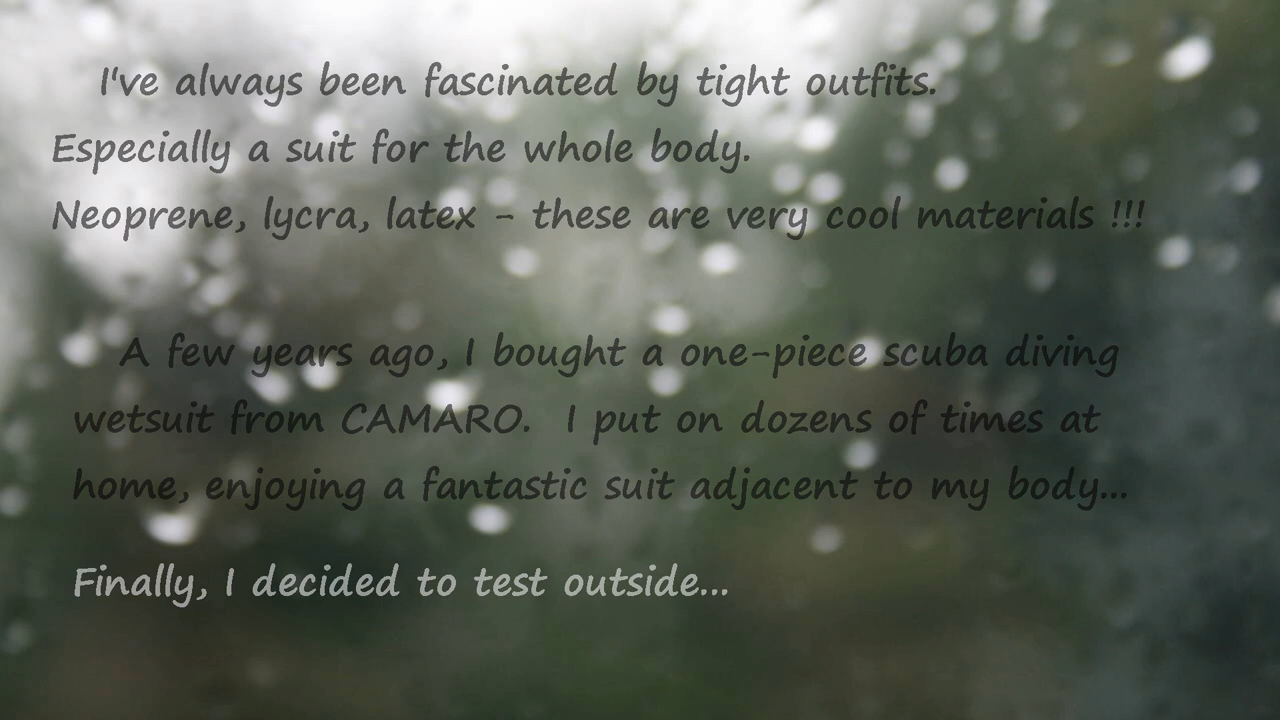 I've always been fascinated by tight outfits.
Especially a suit for the whole body.
Neoprene, lycra, latex - these are very cool materials !!!
A few years ago, I bought a one-piece scuba diving
wetsuit from CAMARO. I put on dozens of times at
home, enjoying a fantastic suit adjacent to my body...
Finally, I decided to test outside...